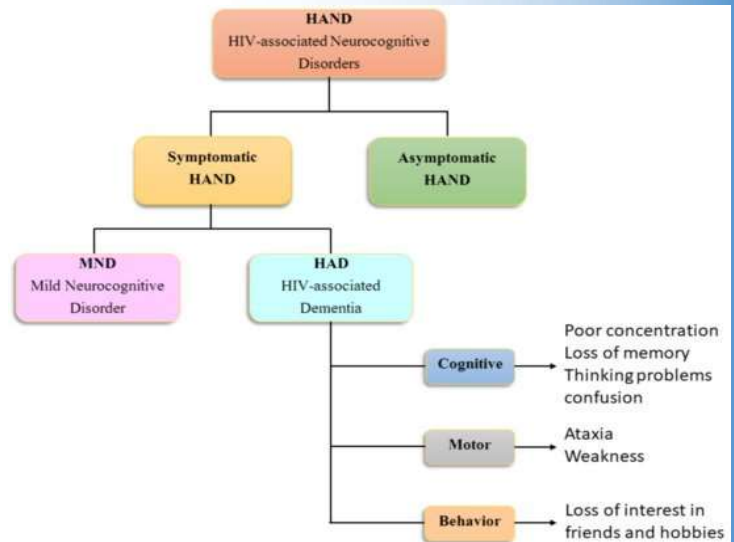 HAND
HIV-associated Neurocognitive
Disorders
Symptomatic
HAND
Asymptomatic
HAND
MND
Mild Neurocognitive
Disorder
HAD
HIV-associated
Dementia
Cognitive
Poor concentration
Loss of memory
Thinking problems
confusion
Motor
Ataxia
Weakness
Behavior
Loss of interest in
friends and hobbies